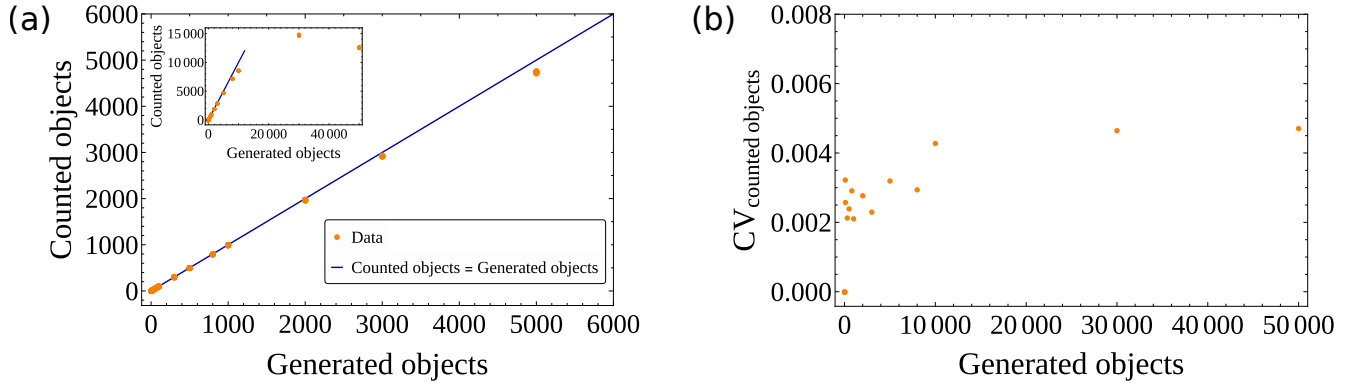 (a)
Counted objects
6000
5000
4000
3000
2000
1000
0
0 1000 2000 3000 4000 5000 6000
Generated objects
Counted objects
15 000
10 000
5000
0
0 20 000 40 000
Generated objects
Data
Counted objects = Generated objects
(b)
CVcounted objects
0.008
0.006
0.004
0.002
0.000
0 10 000 20 000 30 000 40 000 50 000
Generated objects